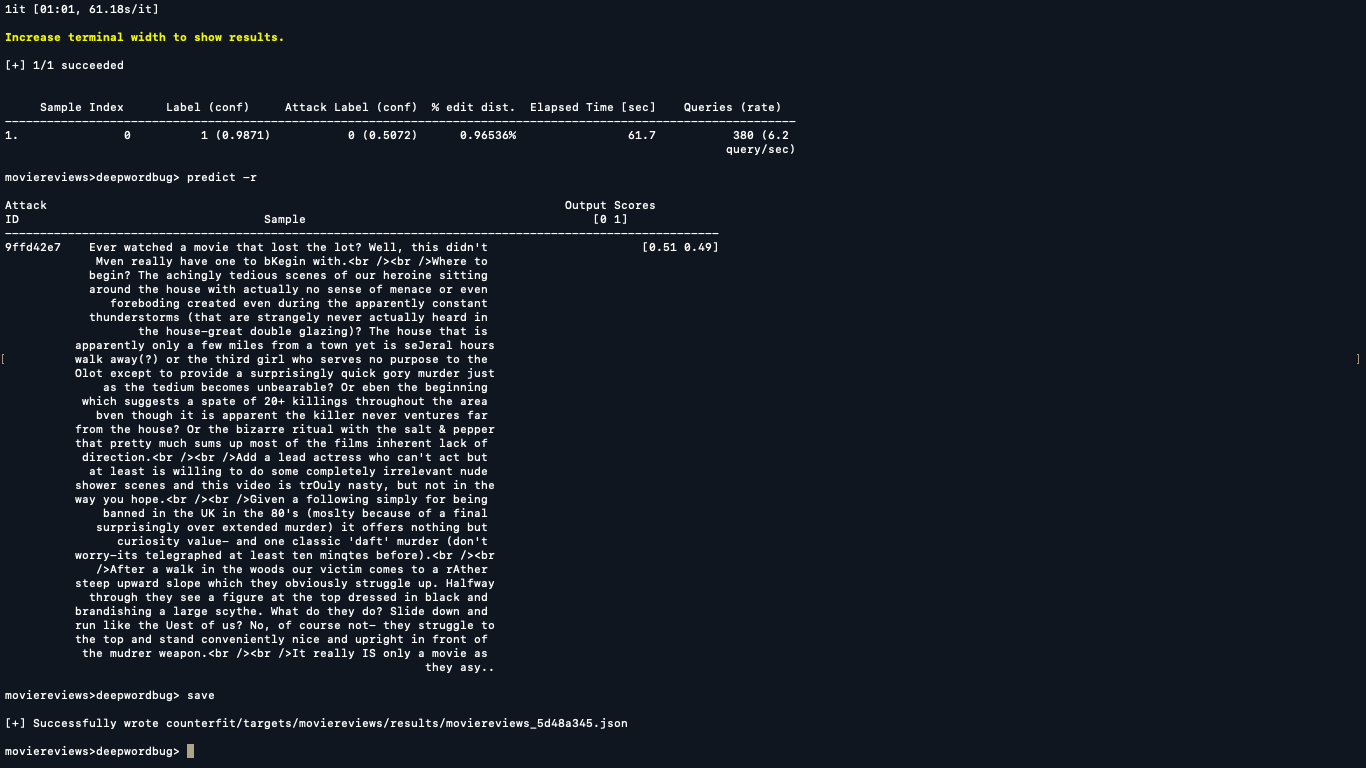 1it [01:01, 61.18s/it]
Increase terminal width to show results.
[+] 1/1 succeeded
Sample Index Label (conf) Attack Label (conf) % edit dist. Elapsed Time [sec] Queries (rate)
1. 0 1 (0.9871) 0 (0.5072) 0.96536% 61.7 380 (6.2
query/sec)
moviereviews>deepwordbug> predict -r
Attack Output Scores
ID Sample [0 1]
9ffd42e7 Ever watched a movie that lost the lot? Well, this didn't [0.51 0.49]
Mven really have one to bKegin with.<br /><br />Where to
begin? The achingly tedious scenes of our heroine sitting
around the house with actually no sense of menace or even
foreboding created even during the apparently constant
thunderstorms (that are strangely never actually heard in
the house-great double glazing)? The house that is
apparently only a few miles from a town yet is seJeral hours
walk away(?) or the third girl who serves no purpose to the
Olot except to provide a surprisingly quick gory murder just
as the tedium becomes unbearable? Or eben the beginning
which suggests a spate of 20+ killings throughout the area
bven though it is apparent the killer never ventures far
from the house? Or the bizarre ritual with the salt & pepper
that pretty much sums up most of the films inherent lack of
direction.<br /><br />Add a lead actress who can't act but
at least is willing to do some completely irrelevant nude
shower scenes and this video is trOuly nasty, but not in the
way you hope.<br /><br />Given a following simply for being
banned in the UK in the 80's (moslty because of a final
surprisingly over extended murder) it offers nothing but
curiosity value- and one classic 'daft' murder (don't
worry-its telegraphed at least ten minqtes before).<br /><br
/>After a walk in the woods our victim comes to a rAther
steep upward slope which they obviously struggle up. Halfway
through they see a figure at the top dressed in black and
brandishing a large scythe. What do they do? Slide down and
run like the Uest of us? No, of course not- they struggle to
the top and stand conveniently nice and upright in front of
the mudrer weapon.<br /><br />It really IS only a movie as
they asy..
moviereviews>deepwordbug> save
[+] Successfully wrote counterfit/targets/moviereviews/results/moviereviews_5d48a345.json
moviereviews>deepwordbug>